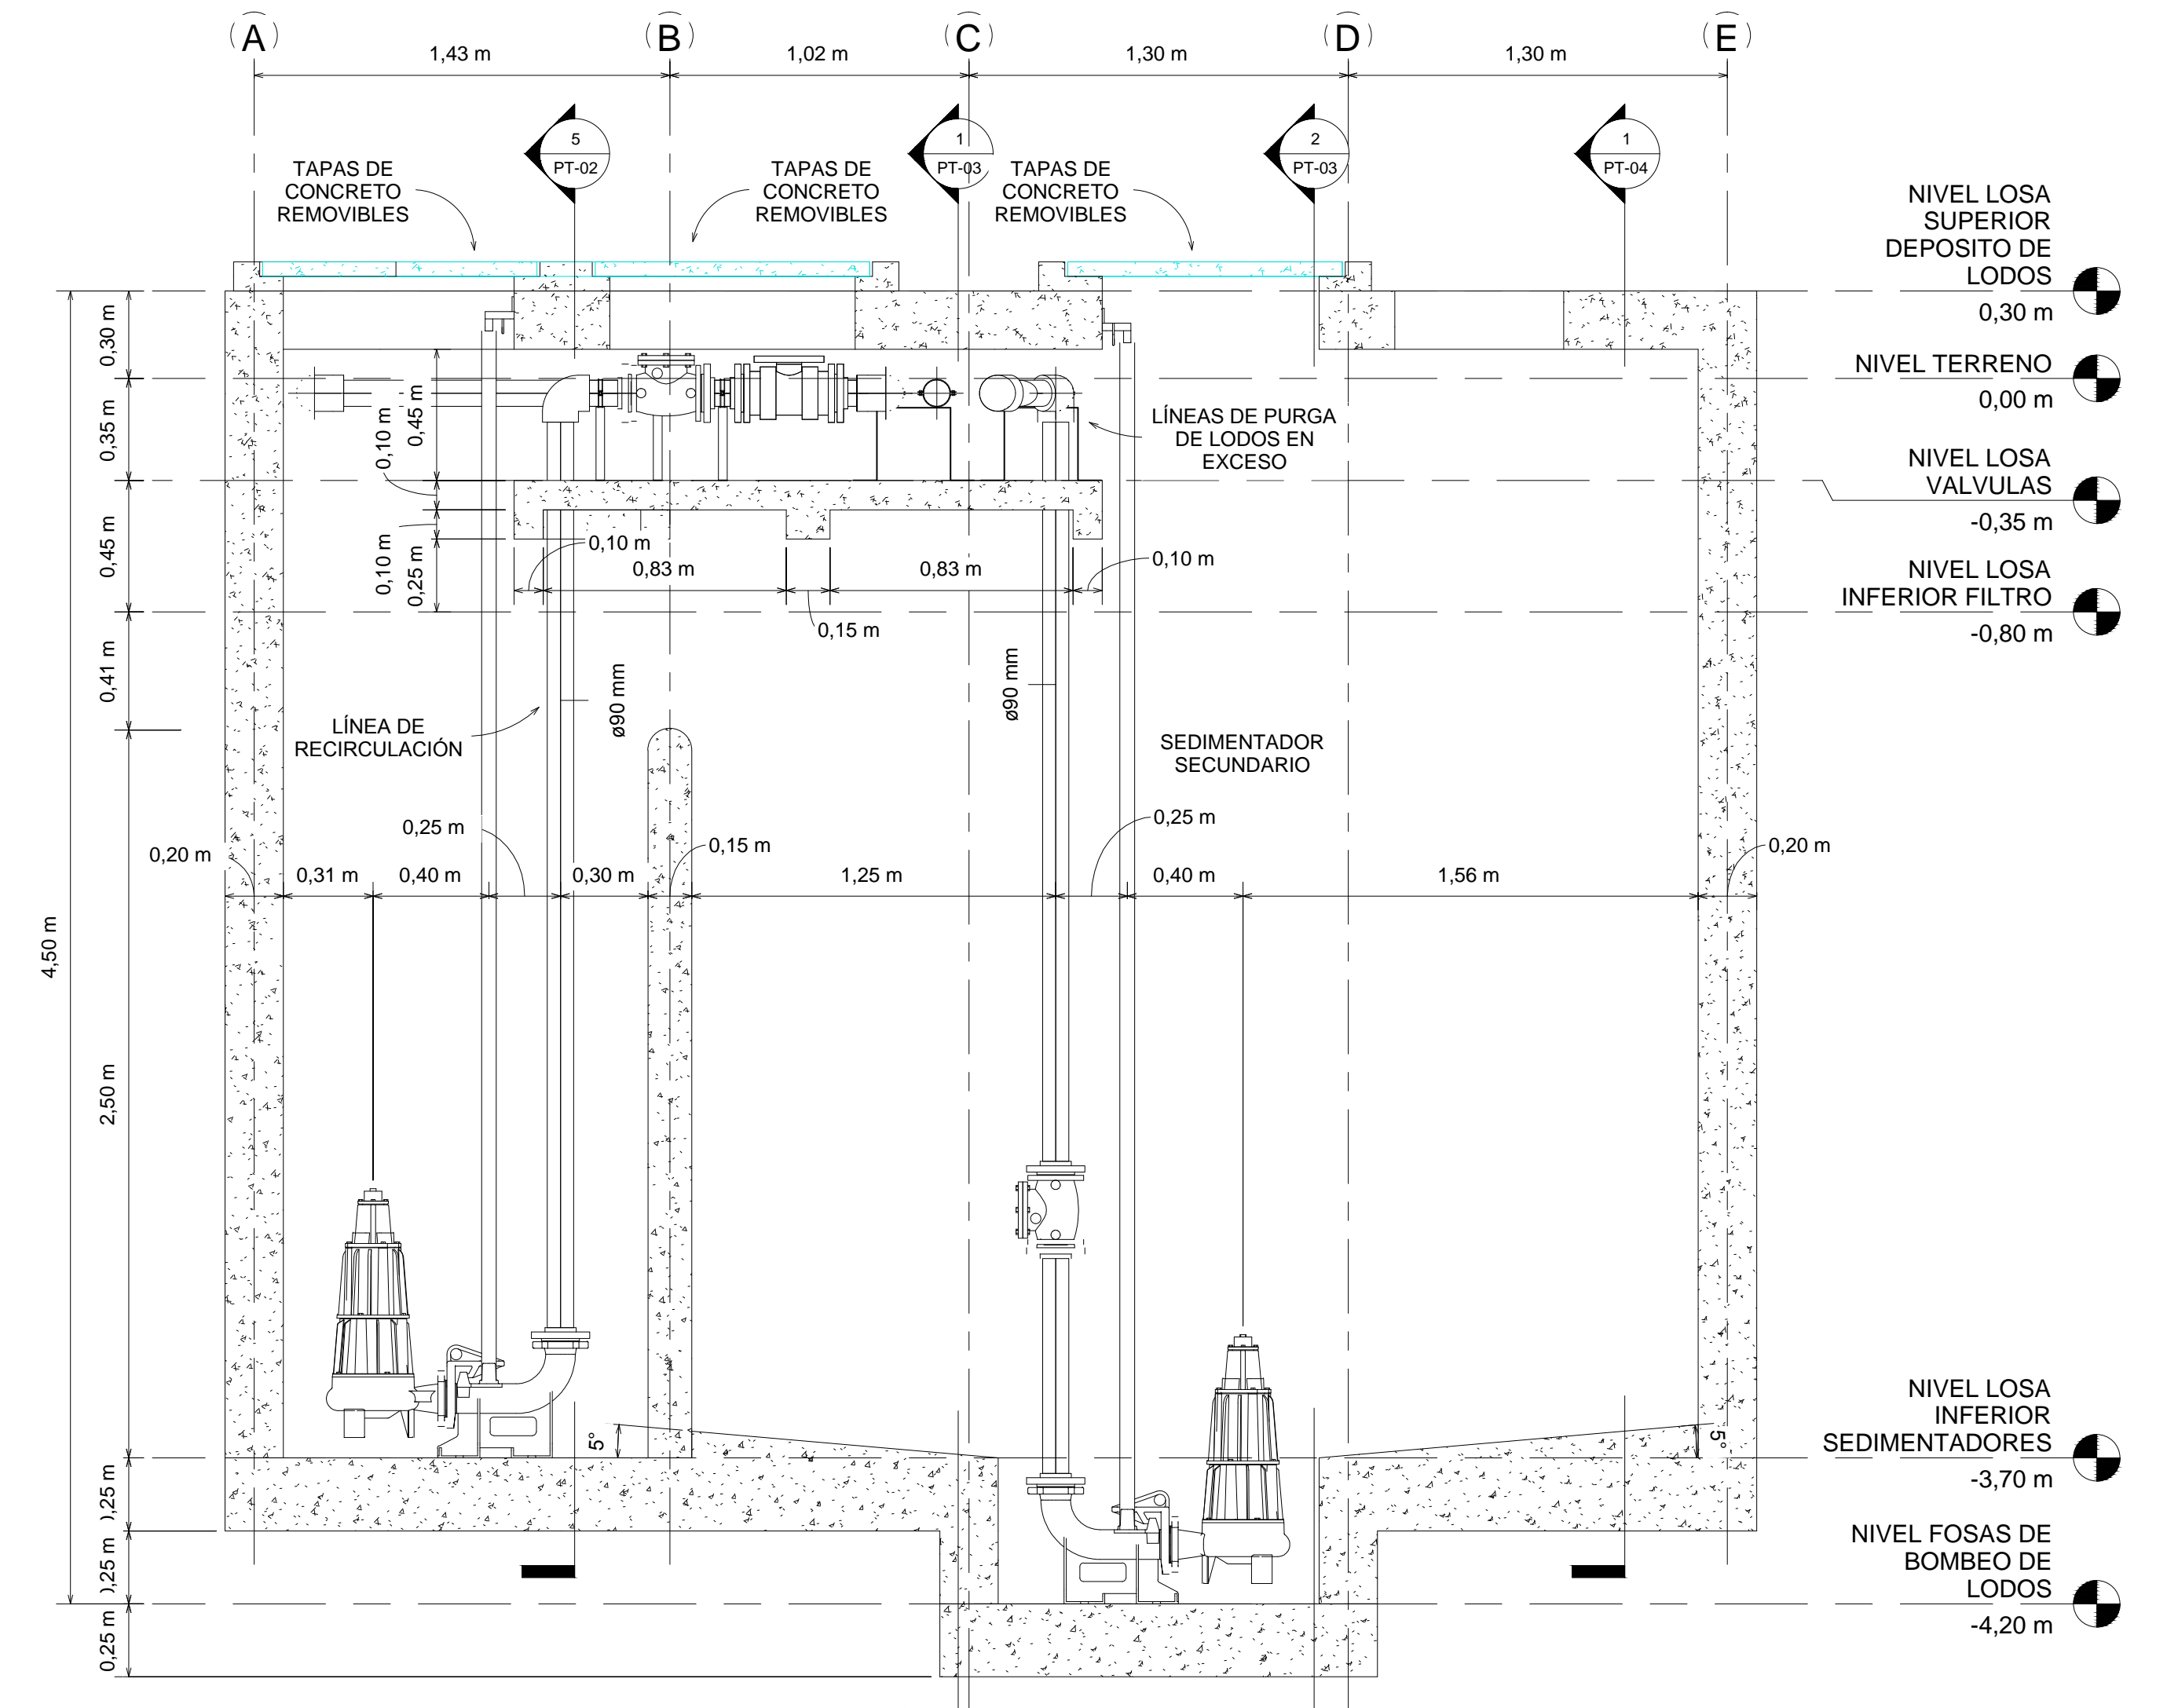 A
B
C
D
E
1,43 m
1,02 m
1,30 m
1,30 m
5
PT-02
1
PT-03
2
PT-03
1
PT-04
TAPAS DE
CONCRETO
REMOVIBLES
TAPAS DE
CONCRETO
REMOVIBLES
TAPAS DE
CONCRETO
REMOVIBLES
NIVEL LOSA
SUPERIOR
DEPOSITO DE
LODOS
0,30 m
NIVEL TERRENO
0,00 m
NIVEL LOSA
VALVULAS
-0,35 m
NIVEL LOSA
INFERIOR FILTRO
-0,80 m
0,30 m
0,35 m
0,45 m
0,41 m
2,50 m
4,50 m
0,45 m
0,10 m
0,10 m
0,25 m
LÍNEAS DE PURGA
DE LODOS EN
EXCESO
0,10 m
0,83 m
0,83 m
0,10 m
0,15 m
ø90 mm
ø90 mm
LÍNEA DE
RECIRCULACIÓN
SEDIMENTADOR
SECUNDARIO
0,20 m
0,25 m
0,15 m
0,25 m
0,20 m
0,31 m
0,40 m
0,30 m
1,25 m
0,40 m
1,56 m
5°
5°
NIVEL LOSA
INFERIOR
SEDIMENTADORES
-3,70 m
NIVEL FOSAS DE
BOMBEO DE
LODOS
-4,20 m
),25 m
),25 m
0,25 m